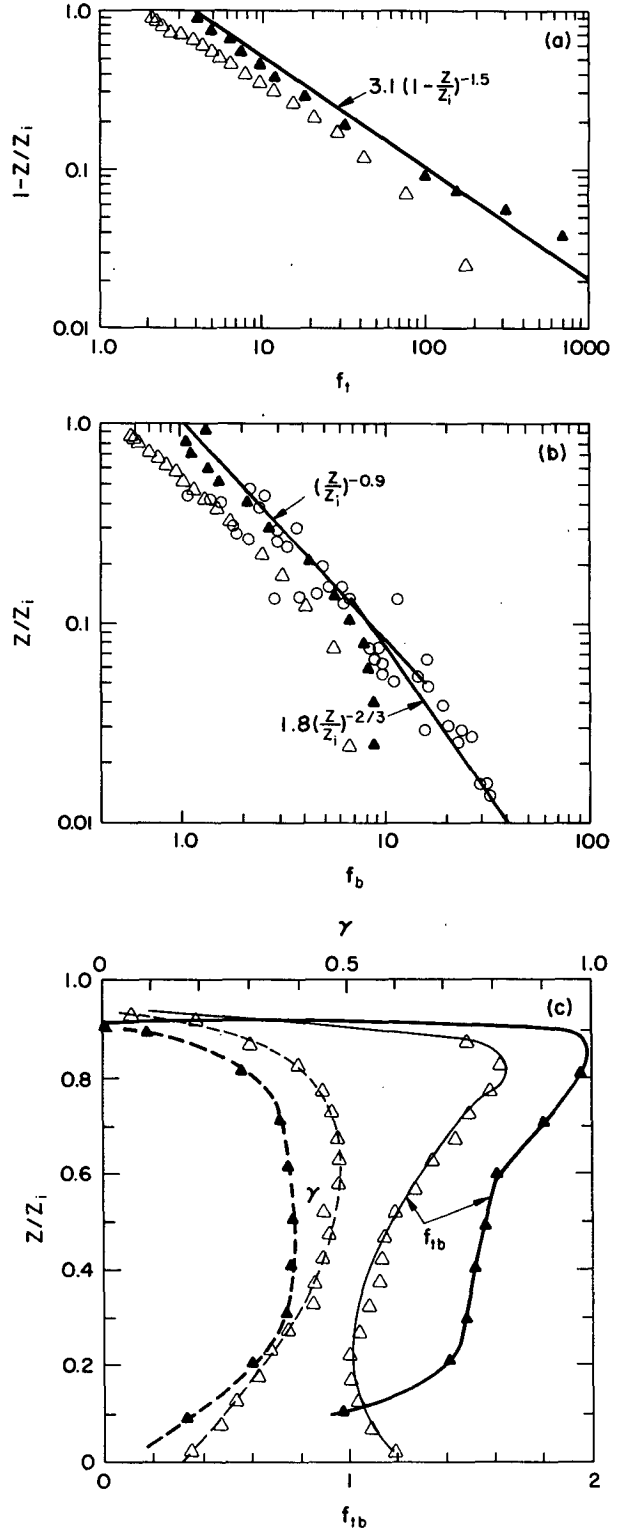 1.0
(a)
3.1 (1-Z/Z_i)^-1.5
1-Z/Z_i
0.1
0.01
1.0
10
100
1000
f_t
1.0
(b)
(Z/Z_i)^-0.9
Z/Z_i
0.1
1.8(Z/Z_i)^-2/3
0.01
1.0
10
100
f_b
γ
0
0.5
1.0
1.0
(c)
0.8
0.6
γ
Z/Z_i
f_tb
0.4
0.2
0
0
1
2
f_tb